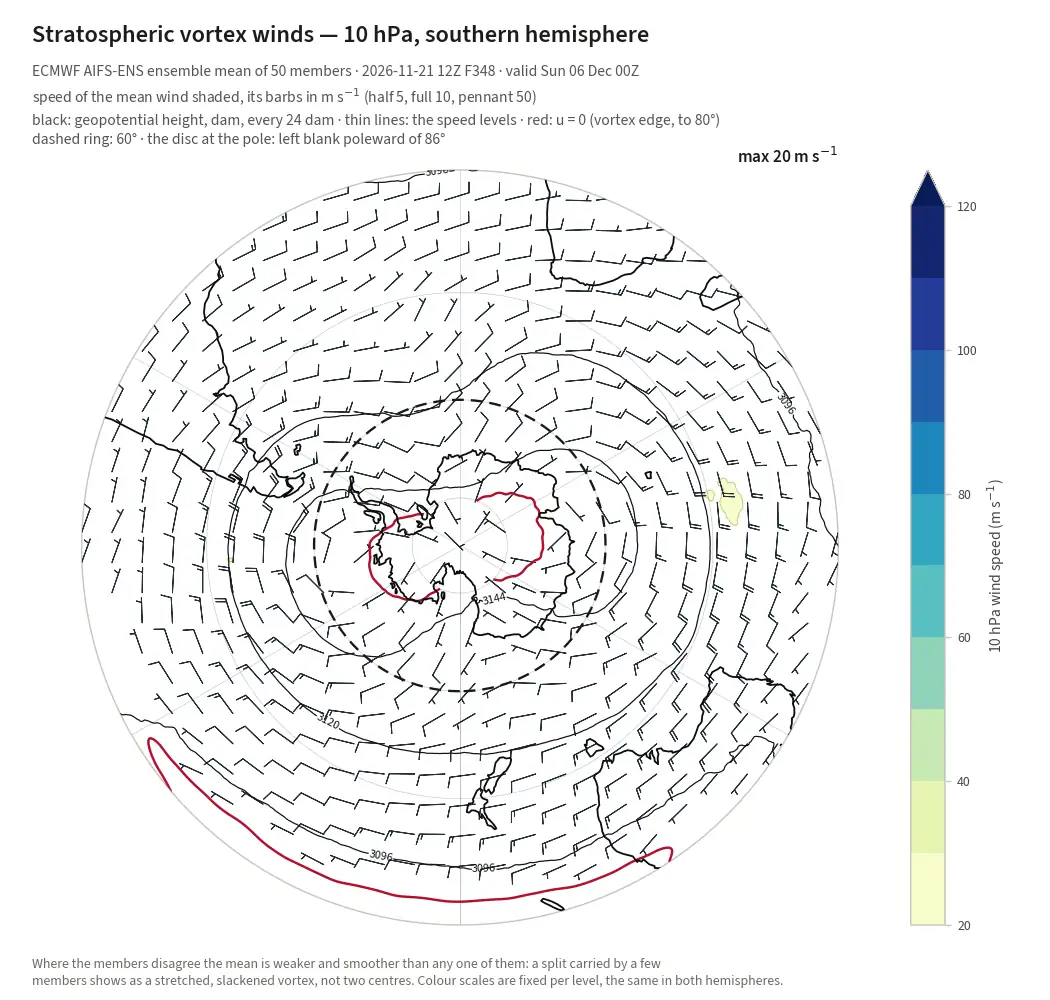 Stratospheric vortex winds — 10 hPa, southern hemisphere
ECMWF AIFS-ENS ensemble mean of 50 members · 2026-11-21 12Z F348 · valid Sun 06 Dec 00Z
speed of the mean wind shaded, its barbs in m s⁻¹ (half 5, full 10, pennant 50)
black: geopotential height, dam, every 24 dam · thin lines: the speed levels · red: u = 0 (vortex edge, to 80°)
dashed ring: 60° · the disc at the pole: left blank poleward of 86°
max 20 m s⁻¹
120
100
80
60
40
20
10 hPa wind speed (m s⁻¹)
3096
3144
3120
3096
3096
Where the members disagree the mean is weaker and smoother than any one of them: a split carried by a few
members shows as a stretched, slackened vortex, not two centres. Colour scales are fixed per level, the same in both hemispheres.